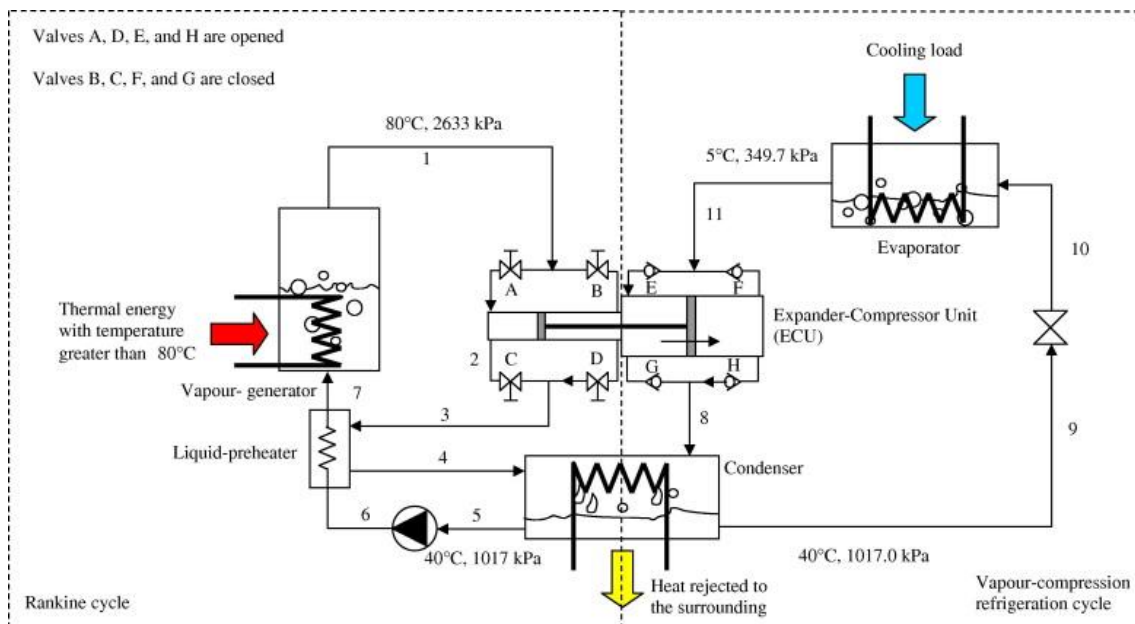 Valves A, D, E, and H are opened
Valves B, C, F, and G are closed
Cooling load
80°C, 2633 kPa
1
5°C, 349.7 kPa
11
Evaporator
10
A
B
E
F
Thermal energy
with temperature
greater than 80°C
Expander-Compressor Unit
(ECU)
2
C
D
G
H
Vapour- generator
7
3
8
9
Liquid-preheater
4
Condenser
6
5
40°C, 1017 kPa
40°C, 1017.0 kPa
Heat rejected to
the surrounding
Rankine cycle
Vapour-compression
refrigeration cycle